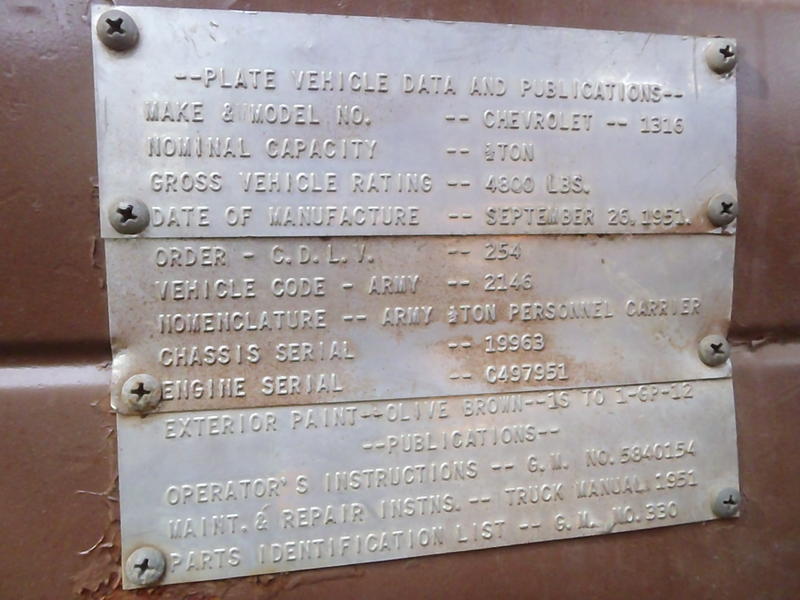 --PLATE VEHICLE DATA AND PUBLICATIONS--
MAKE & MODEL NO. -- CHEVROLET -- 1316
NOMINAL CAPACITY -- ½TON
GROSS VEHICLE RATING -- 4800 LBS.
DATE OF MANUFACTURE -- SEPTEMBER 26,1951.
ORDER - C.D.L.V. -- 254
VEHICLE CODE - ARMY -- 2146
NOMENCLATURE -- ARMY ½TON PERSONNEL CARRIER
CHASSIS SERIAL -- 19963
ENGINE SERIAL -- C497951
EXTERIOR PAINT--OLIVE BROWN--1S TO 1-GP-12
--PUBLICATIONS--
OPERATOR'S INSTRUCTIONS -- G.M. NO.5840154
MAINT.& REPAIR INSTNS. -- TRUCK MANUAL.1951
PARTS IDENTIFICATION LIST -- G.M. NO.330